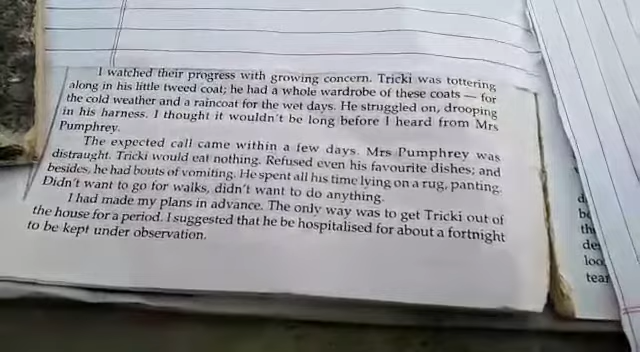 I watched their progress with growing concern. Tricki was tottering
along in his little tweed coat; he had a whole wardrobe of these coats — for
the cold weather and a raincoat for the wet days. He struggled on, drooping
in his harness. I thought it wouldn't be long before I heard from Mrs
Pumphrey.
The expected call came within a few days. Mrs Pumphrey was
distraught. Tricki would eat nothing. Refused even his favourite dishes; and
besides, he had bouts of vomiting. He spent all his time lying on a rug, panting.
Didn't want to go for walks, didn't want to do anything.
I had made my plans in advance. The only way was to get Tricki out of
the house for a period. I suggested that he be hospitalised for about a fortnight
to be kept under observation.